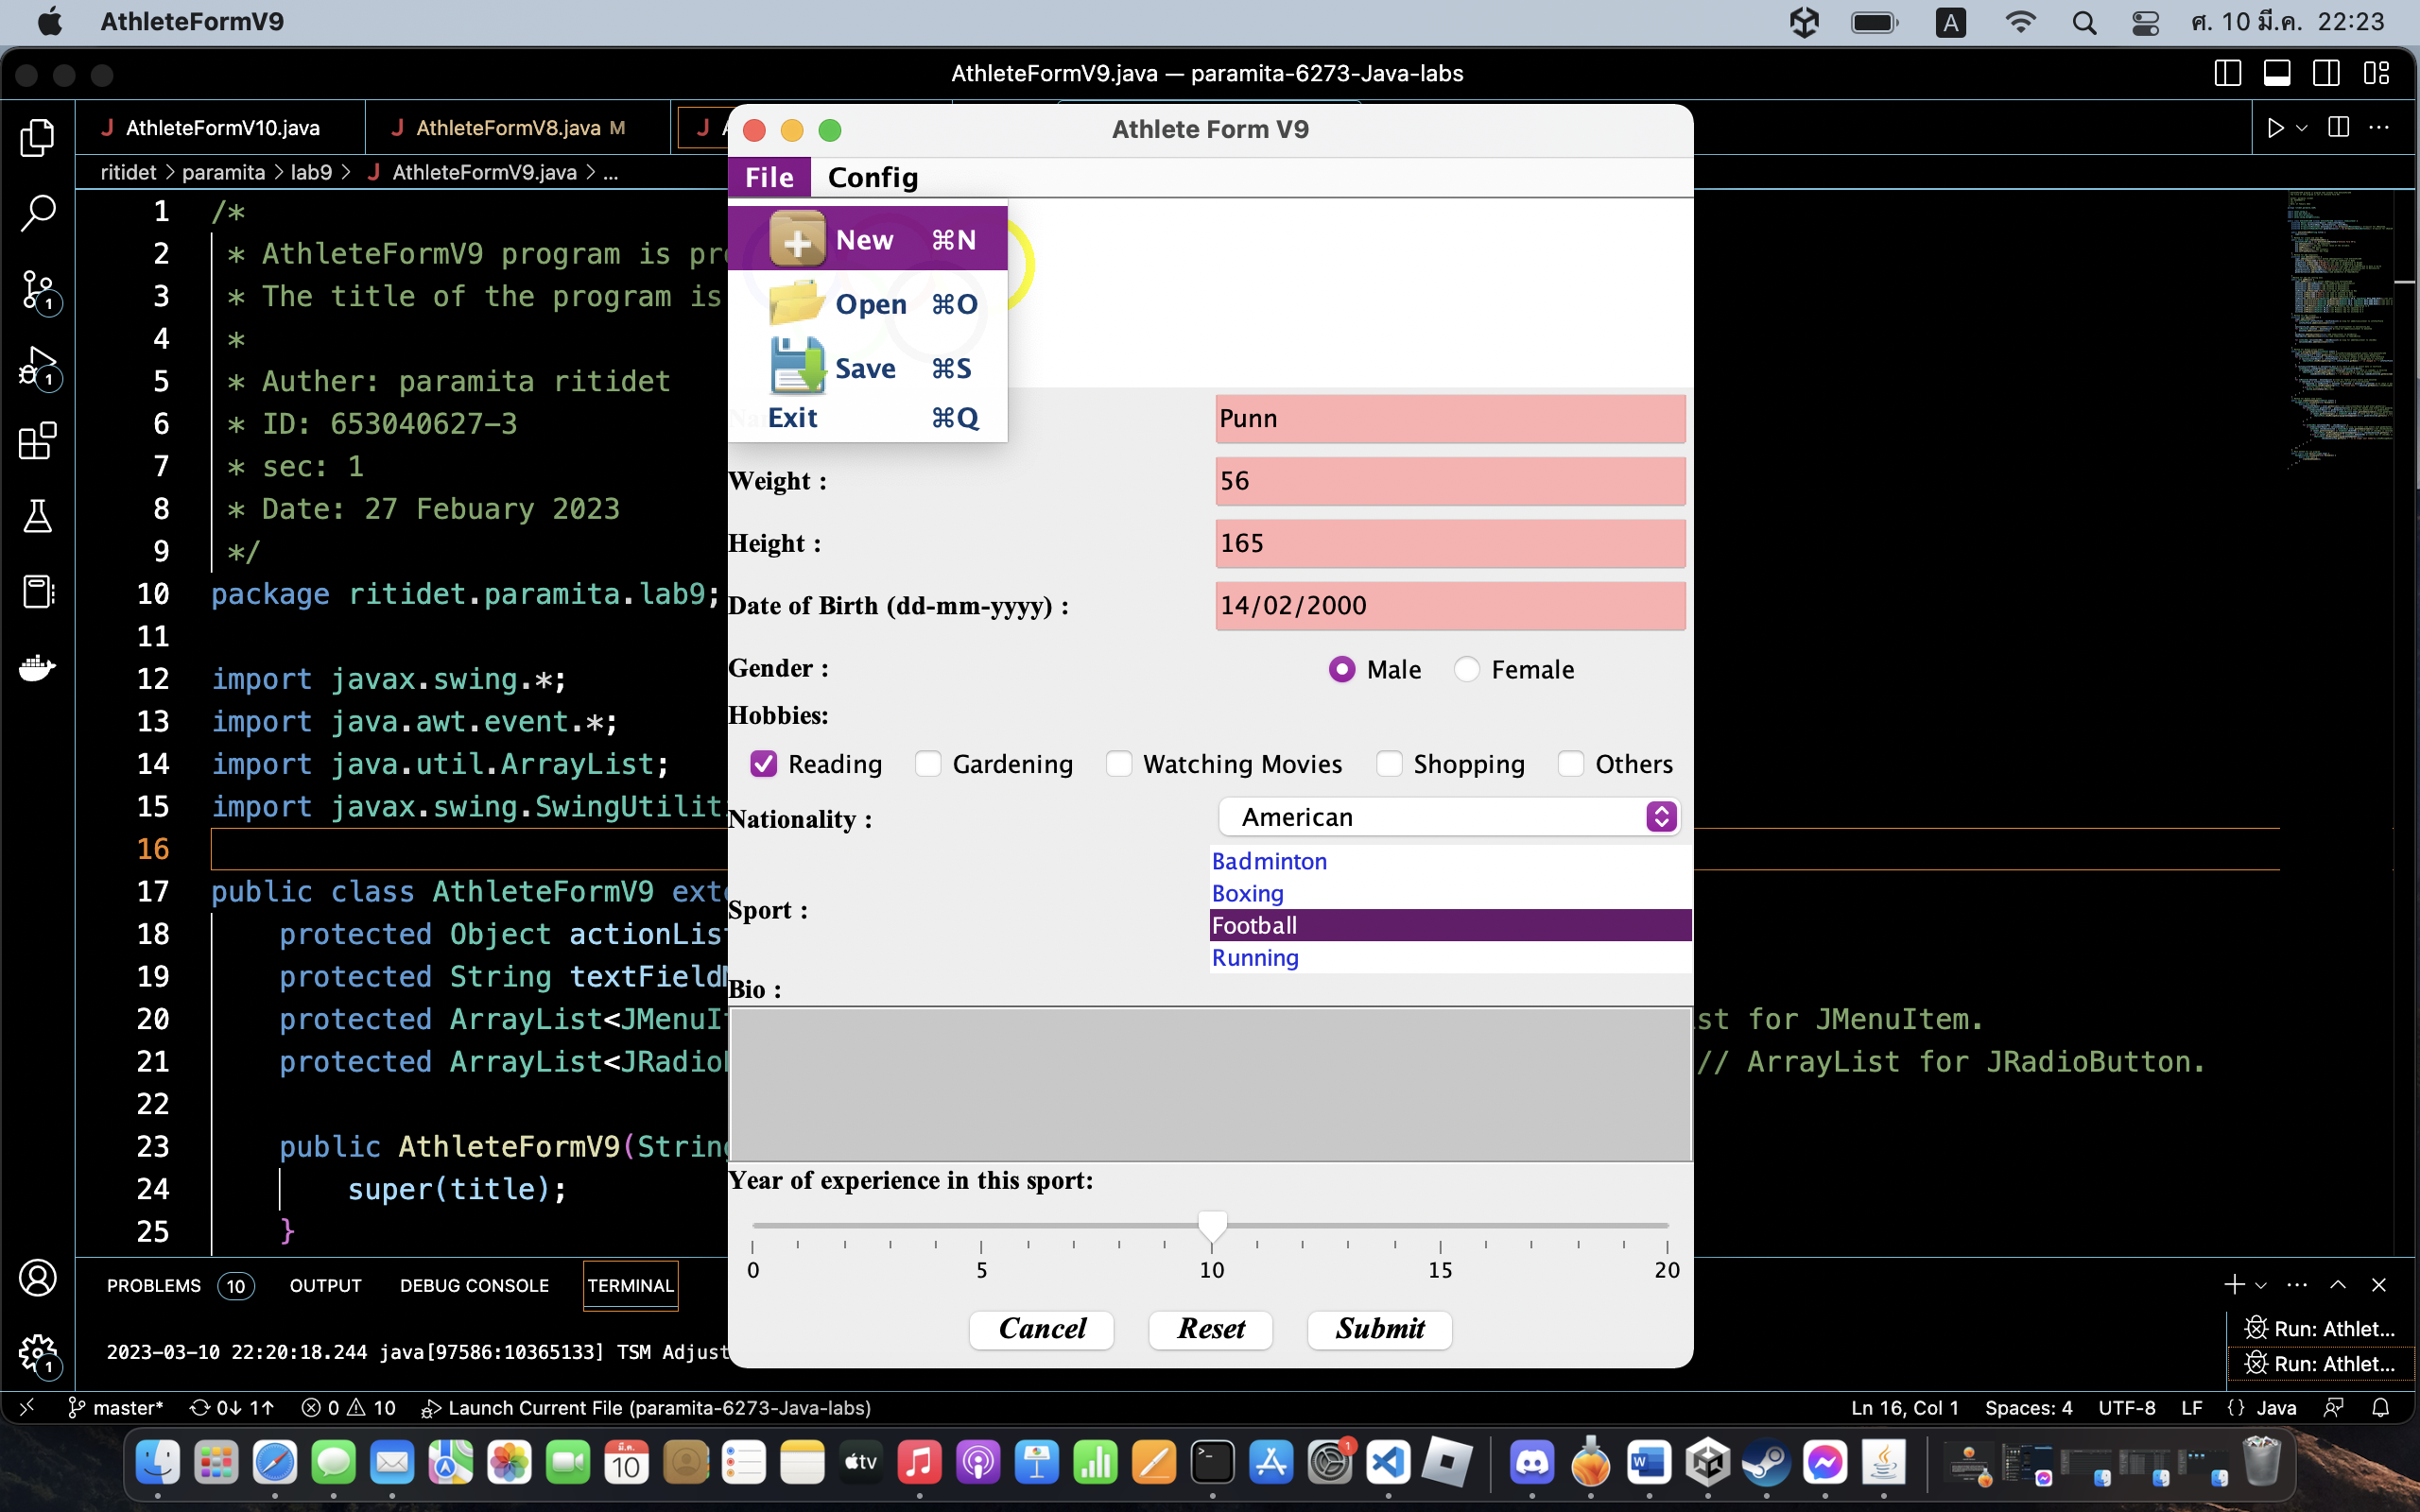 AthleteFormV9
A
ศ. 10 มี.ค. 22:23
AthleteFormV9.java — paramita-6273-Java-labs
AthleteFormV10.java
AthleteFormV8.java M
ritidet > paramita > lab9 > J AthleteFormV9.java > ...
1 /*
2 * AthleteFormV9 program is pr
3 * The title of the program is
4 *
5 * Auther: paramita ritidet
6 * ID: 653040627-3
7 * sec: 1
8 * Date: 27 Febuary 2023
9 */
10 package ritidet.paramita.lab9;
11
12 import javax.swing.*;
13 import java.awt.event.*;
14 import java.util.ArrayList;
15 import javax.swing.SwingUtilit
16
17 public class AthleteFormV9 ext
18 protected Object actionLis
19 protected String textField
20 protected ArrayList<JMenuI
st for JMenuItem.
21 protected ArrayList<JRadio
// ArrayList for JRadioButton.
22
23 public AthleteFormV9(Strin
24 super(title);
25 }
Athlete Form V9
File Config
New ⌘N
Open ⌘O
Save ⌘S
Exit ⌘Q
Punn
Weight : 56
Height : 165
Date of Birth (dd-mm-yyyy) : 14/02/2000
Gender : Male Female
Hobbies:
Reading Gardening Watching Movies Shopping Others
Nationality : American
Badminton
Boxing
Sport :
Football
Running
Bio :
Year of experience in this sport:
0 5 10 15 20
Cancel Reset Submit
PROBLEMS 10 OUTPUT DEBUG CONSOLE TERMINAL
2023-03-10 22:20:18.244 java[97586:10365133] TSM Adjust
Run: Athlet...
Run: Athlet...
master* 0↓ 1↑ 0 10 Launch Current File (paramita-6273-Java-labs)
Ln 16, Col 1 Spaces: 4 UTF-8 LF {} Java
มี.ค.
10
tv
1